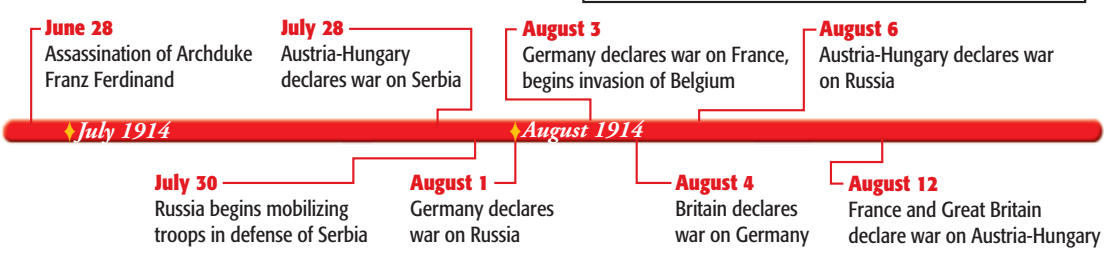 June 28
Assassination of Archduke
Franz Ferdinand
July 28
Austria-Hungary
declares war on Serbia
August 3
Germany declares war on France,
begins invasion of Belgium
August 6
Austria-Hungary declares war
on Russia
July 1914
August 1914
July 30
Russia begins mobilizing
troops in defense of Serbia
August 1
Germany declares
war on Russia
August 4
Britain declares
war on Germany
August 12
France and Great Britain
declare war on Austria-Hungary